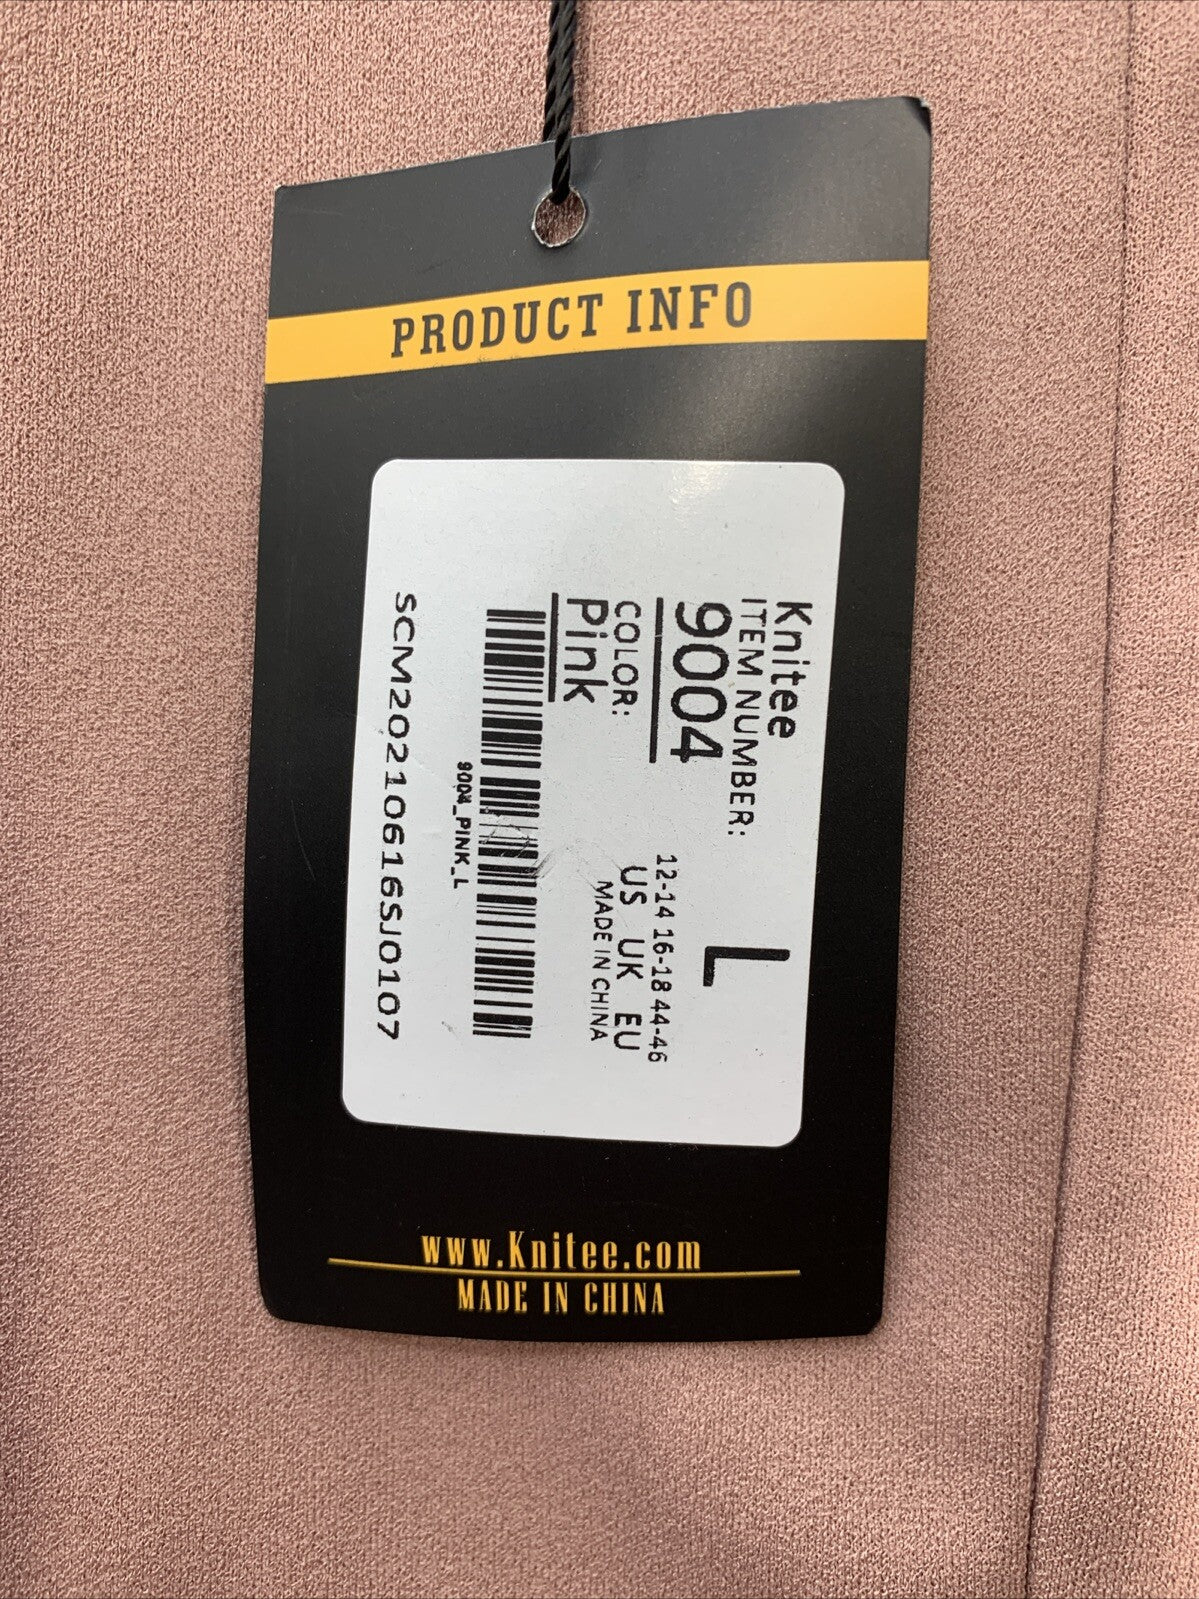 PRODUCT INFO
Knitee
ITEM NUMBER:
9004
L
COLOR:
Pink
12-14 16-18 44-46
US UK EU
MADE IN CHINA
9004_PINK_L
SCM20210616SJ0107
www.Knitee.com
MADE IN CHINA